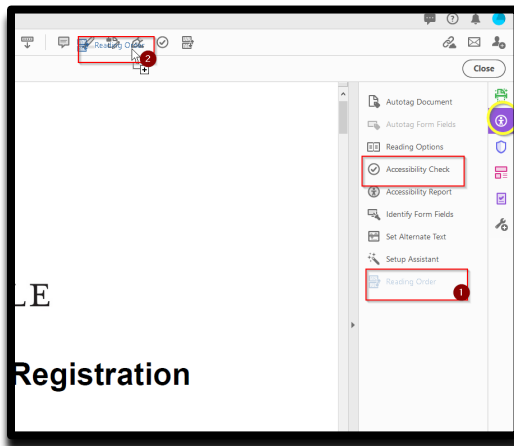 Reading Order
2
Close
Autotag Document
Autotag Form Fields
Reading Options
Accessibility Check
Accessibility Report
Identify Form Fields
Set Alternate Text
Setup Assistant
Reading Order
1
LE
Registration